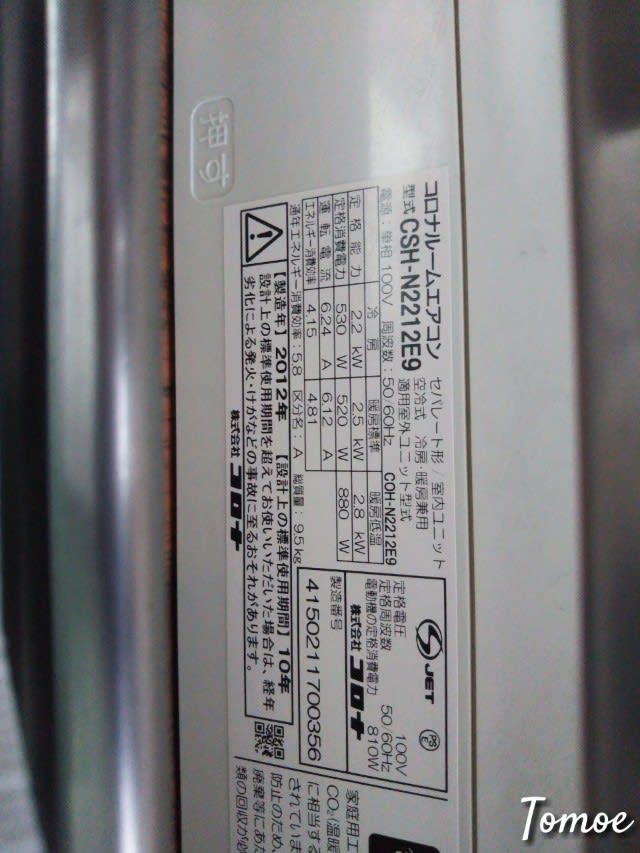 押す
コロナルームエアコン
セパレート形/室内ユニット
型式 CSH-N2212E9
空冷式 冷房・暖房兼用
電源:単相 100V 周波数:50/60Hz
適用室外ユニット型式
COH-N2212E9
冷房 暖房標準 暖房低温
定格能力 2.2 kW 2.5 kW 2.8 kW
定格消費電力 530 W 520 W 880 W
運転電流 6.24 A 6.12 A
エネルギー消費効率 4.15 4.81
通年エネルギー消費効率:5.8 区分名:A 総質量:9.5 kg
【製造年】2012年 【設計上の標準使用期間】10年
設計上の標準使用期間を超えてお使いいただいた場合は、経年
劣化による発火・けがなどの事故に至るおそれがあります。
株式会社 コロナ
JET
PS
定格電圧 100V
定格周波数 50/60Hz
電動機の定格消費電力 810W
株式会社 コロナ
製造番号
4150211700356
家庭用エ
CO₂(温暖
に相当する
されていま
防止のため
廃棄等にあた
類の回収が必
Tomoe